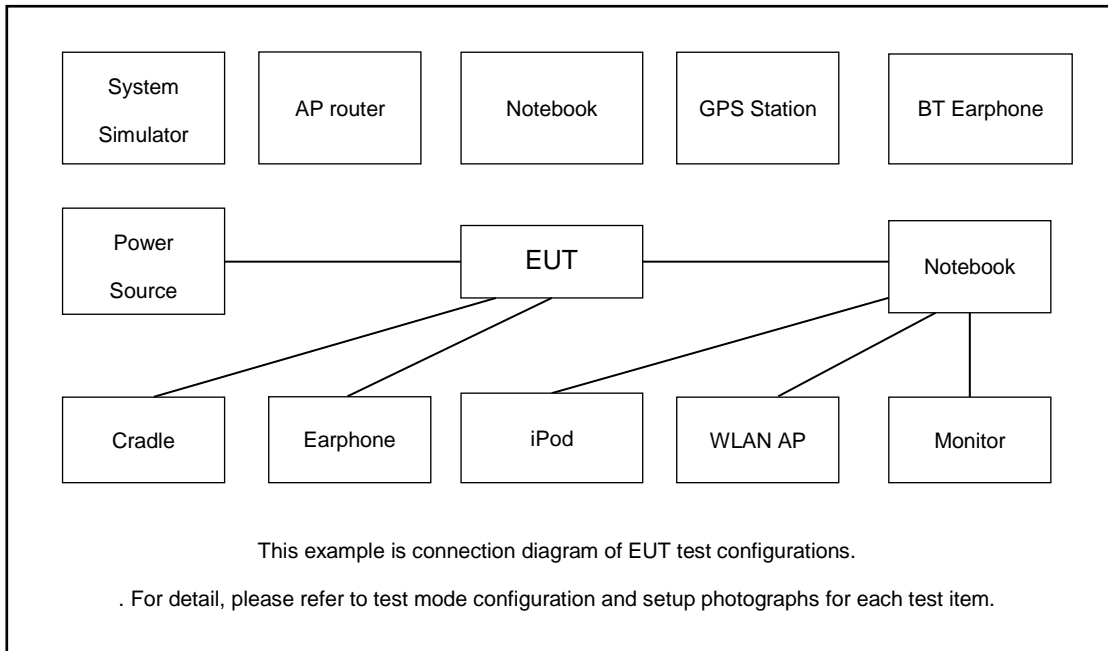 System
Simulator
AP router
Notebook
GPS Station
BT Earphone
Power
Source
EUT
Notebook
Cradle
Earphone
iPod
WLAN AP
Monitor
This example is connection diagram of EUT test configurations.
. For detail, please refer to test mode configuration and setup photographs for each test item.